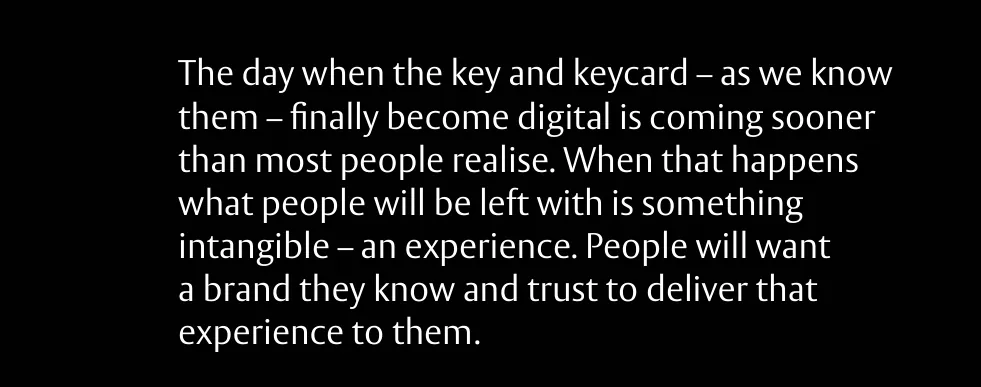 The day when the key and keycard – as we know
them – finally become digital is coming sooner
than most people realise. When that happens
what people will be left with is something
intangible – an experience. People will want
a brand they know and trust to deliver that
experience to them.